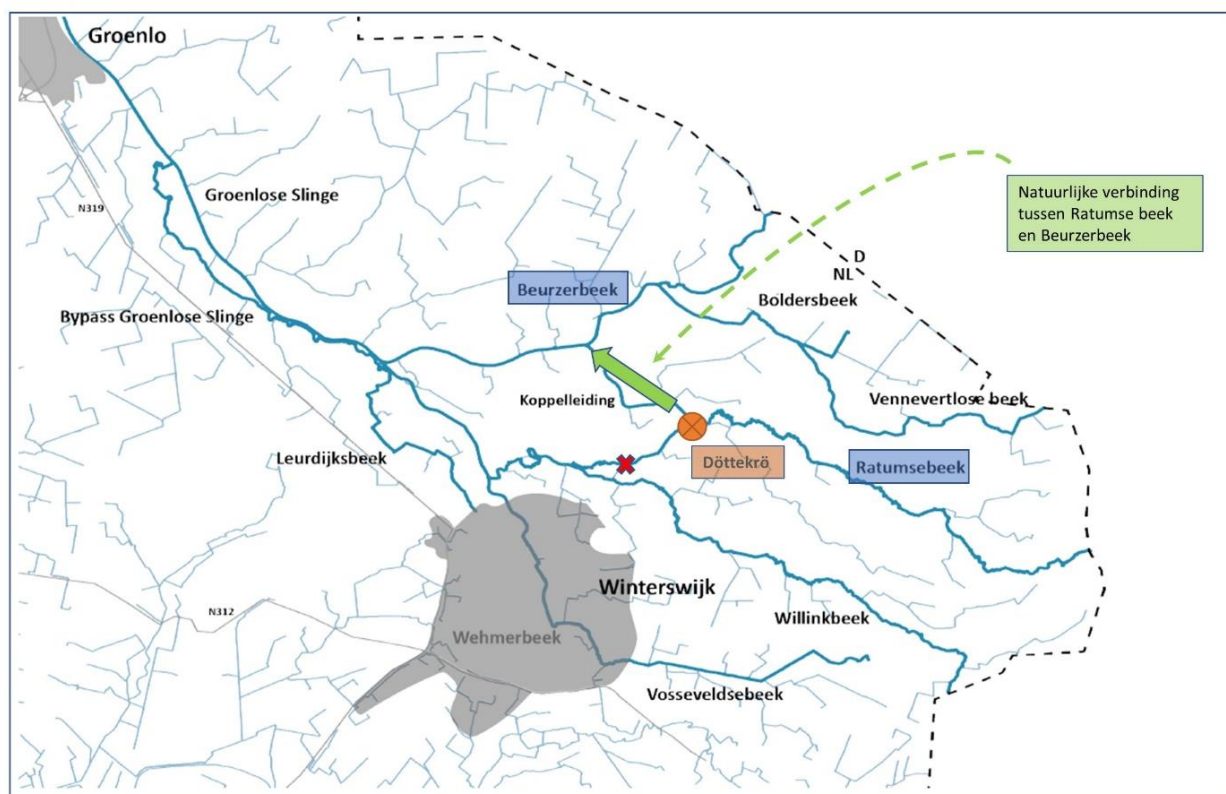 Groenlo
N319
Groenlose Slinge
Natuurlijke verbinding
tussen Ratumse beek
en Beurzerbeek
D
NL
Beurzerbeek
Boldersbeek
Bypass Groenlose Slinge
Koppelleiding
Vennevertlose beek
Leurdijksbeek
Döttekrö
Ratumsebeek
Winterswijk
N312
Wehmerbeek
Willinkbeek
Vosseveldsebeek